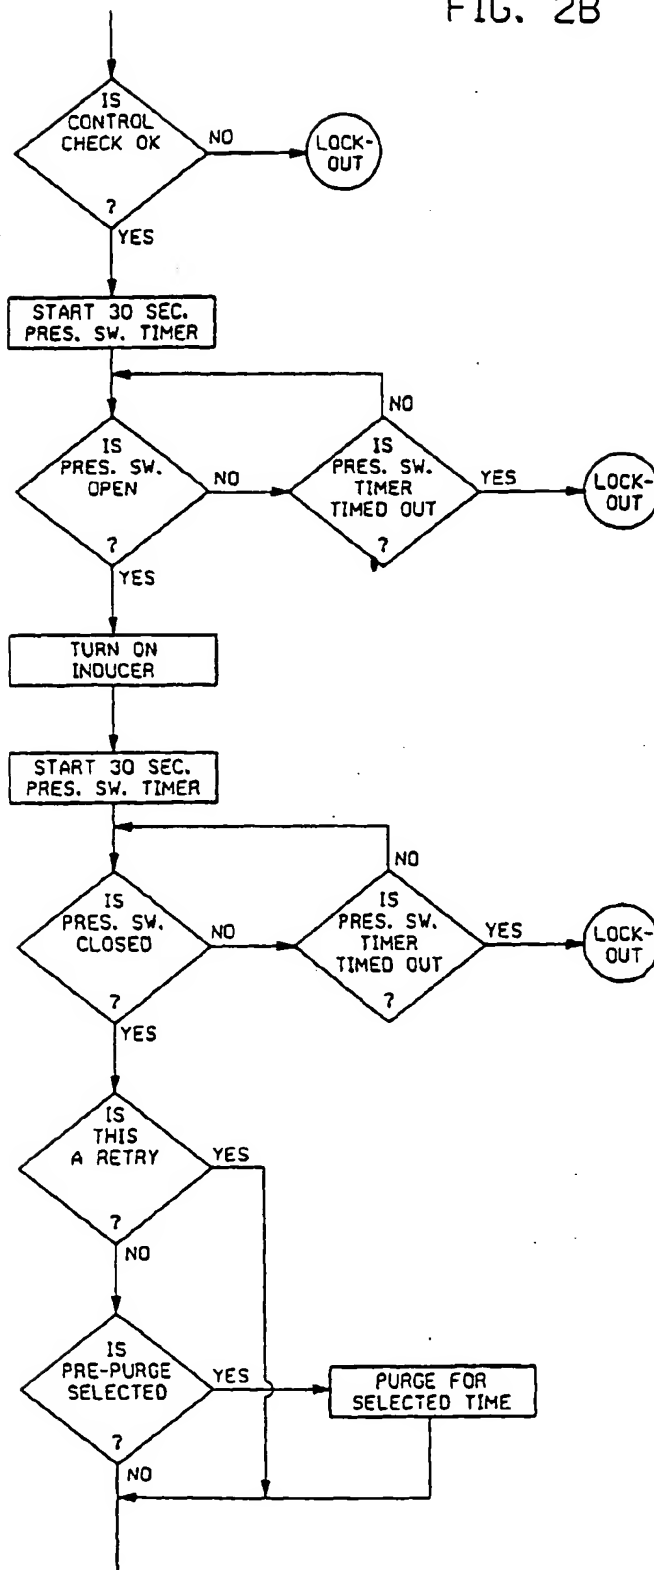 FIG. 2B
IS
CONTROL
CHECK OK
?
NO
LOCK-
OUT
YES
START 30 SEC.
PRES. SW. TIMER
NO
IS
PRES. SW.
OPEN
?
NO
IS
PRES. SW.
TIMER
TIMED OUT
?
YES
LOCK-
OUT
YES
TURN ON
INDUCER
START 30 SEC.
PRES. SW. TIMER
NO
IS
PRES. SW.
CLOSED
?
NO
IS
PRES. SW.
TIMER
TIMED OUT
?
YES
LOCK-
OUT
YES
IS
THIS
A RETRY
?
YES
NO
IS
PRE-PURGE
SELECTED
?
YES
PURGE FOR
SELECTED TIME
NO